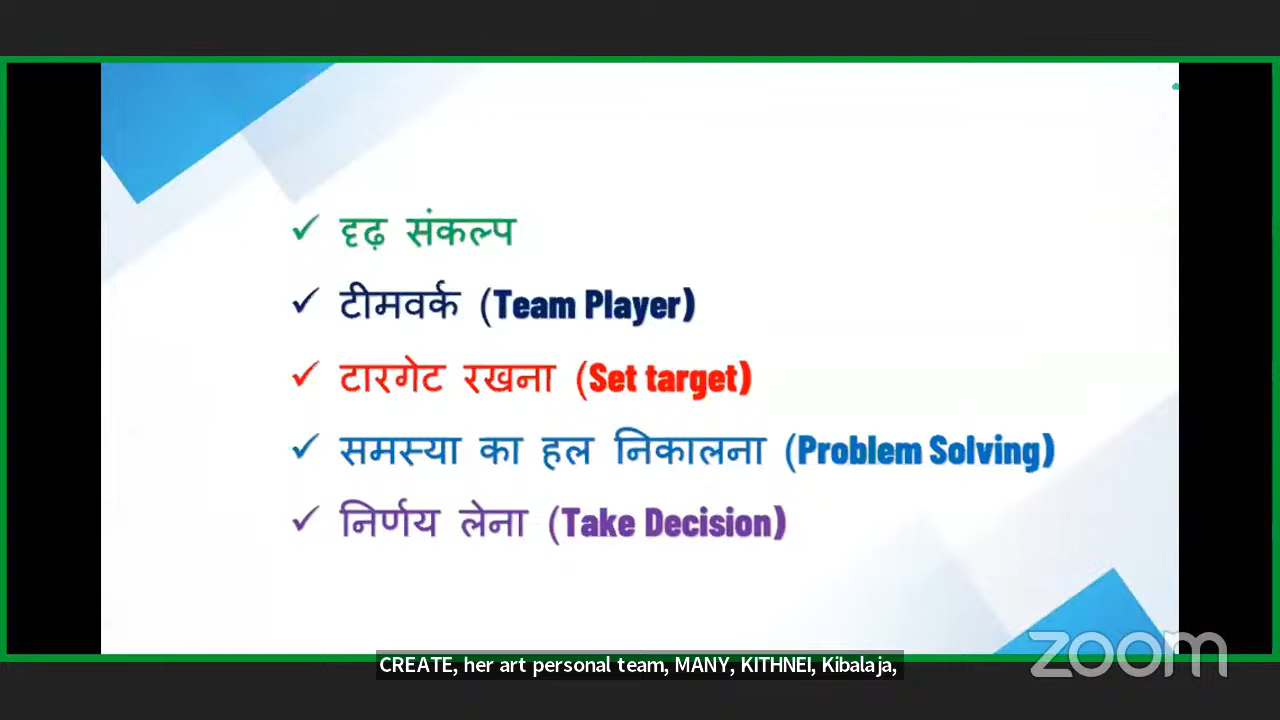 ✓ दृढ़ संकल्प
✓ टीमवर्क (Team Player)
✓ टारगेट रखना (Set target)
✓ समस्या का हल निकालना (Problem Solving)
✓ निर्णय लेना (Take Decision)
zoom
CREATE, her art personal team, MANY, KITHNEI, Kibalaja,